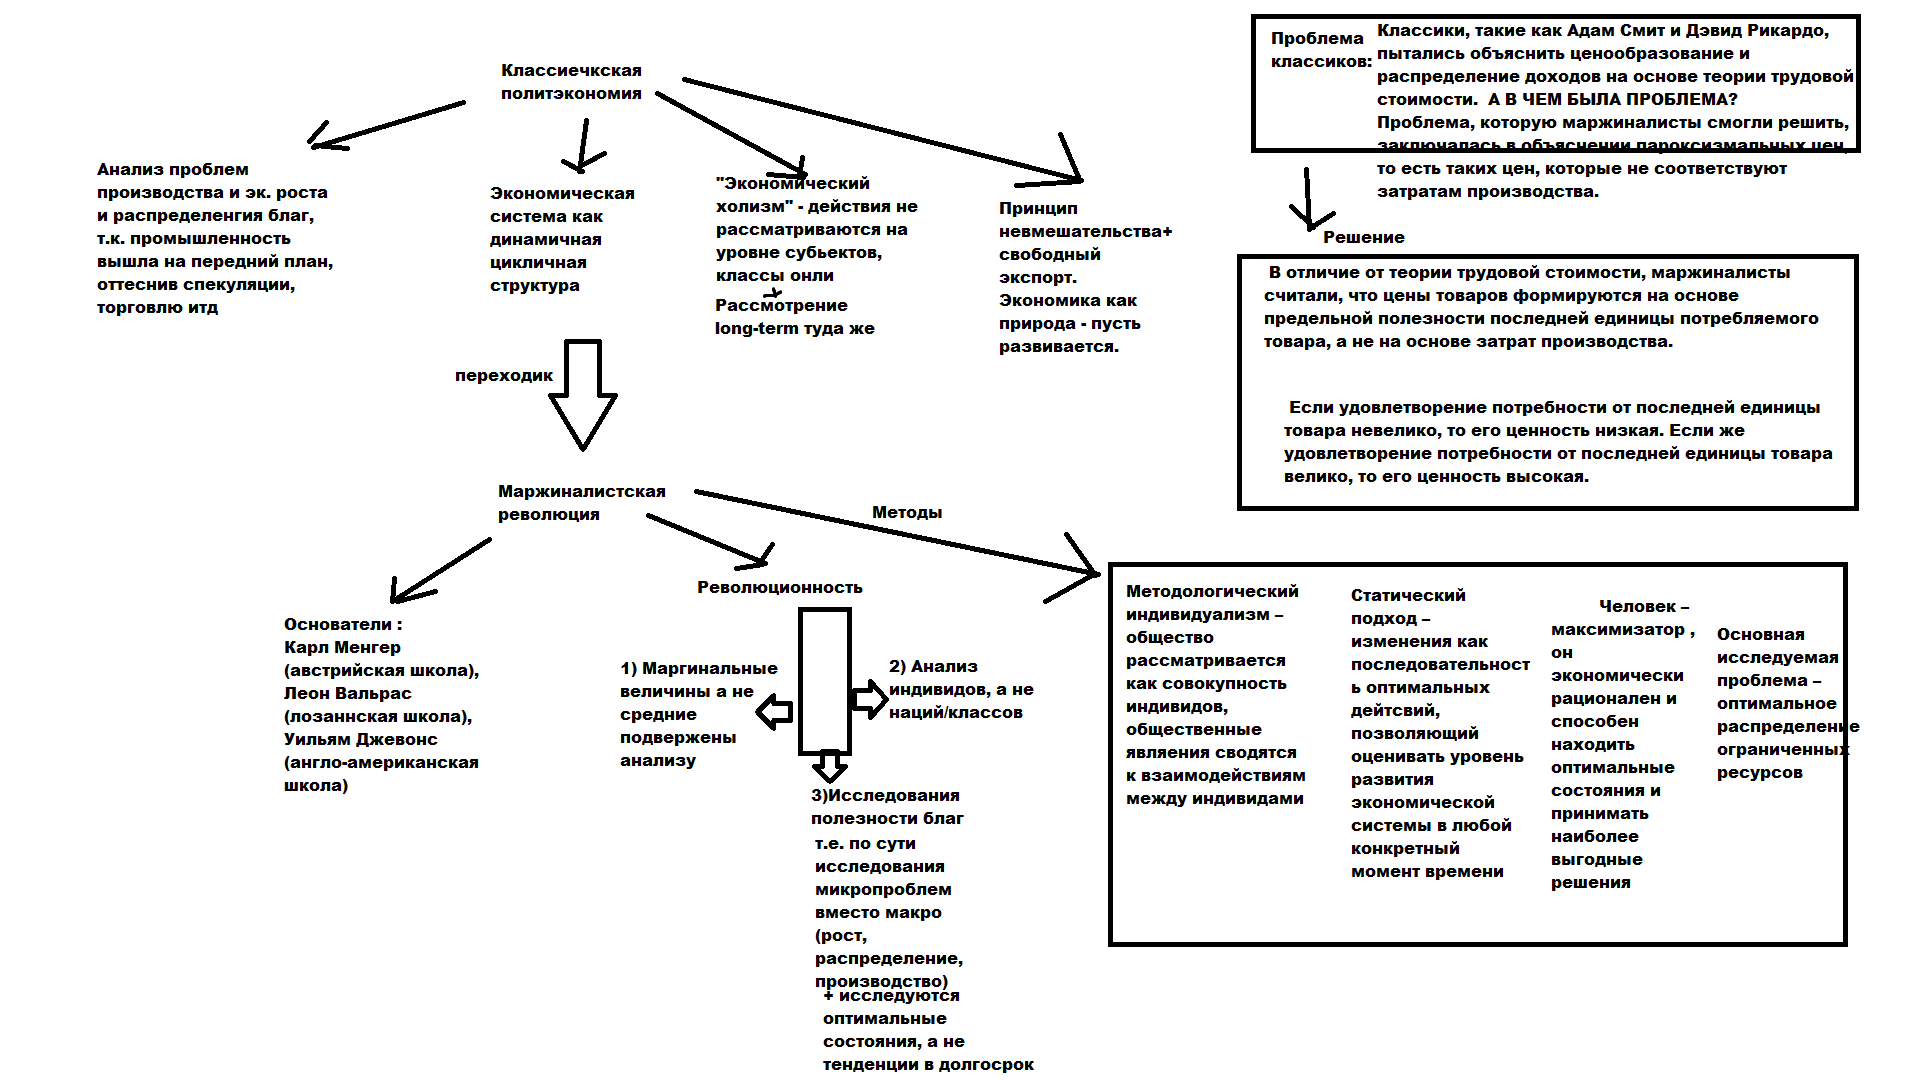 Классиечкская
политэкономия
Анализ проблем
производства и эк. роста
и распределенгия благ,
т.к. промышленность
вышла на передний план,
оттеснив спекуляции,
торговлю итд
Экономическая
система как
динамичная
цикличная
структура
"Экономический
холизм" - действия не
рассматриваются на
уровне субьектов,
классы онли
Рассмотрение
long-term туда же
Принцип
невмешательства+
свободный
экспорт.
Экономика как
природа - пусть
развивается.
Проблема
классиков:
Классики, такие как Адам Смит и Дэвид Рикардо,
пытались объяснить ценообразование и
распределение доходов на основе теории трудовой
стоимости.  А В ЧЕМ БЫЛА ПРОБЛЕМА?
Проблема, которую маржиналисты смогли решить,
заключалась в объяснении пароксизмальных цен,
то есть таких цен, которые не соответствуют
затратам производства.
Решение
В отличие от теории трудовой стоимости, маржиналисты
считали, что цены товаров формируются на основе
предельной полезности последней единицы потребляемого
товара, а не на основе затрат производства.
Если удовлетворение потребности от последней единицы
товара невелико, то его ценность низкая. Если же
удовлетворение потребности от последней единицы товара
велико, то его ценность высокая.
переходик
Маржиналистская
революция
Методы
Основатели :
Карл Менгер
(австрийская школа),
Леон Вальрас
(лозаннская школа),
Уильям Джевонс
(англо-американская
школа)
Революционность
1) Маргинальные
величины а не
средние
подвержены
анализу
2) Анализ
индивидов, а не
наций/классов
3)Исследования
полезности благ
т.е. по сути
исследования
микропроблем
вместо макро
(рост,
распределение,
производство)
+ исследуются
оптимальные
состояния, а не
тенденции в долгосрок
Методологический
индивидуализм –
общество
рассматривается
как совокупность
индивидов,
общественные
являения сводятся
к взаимодействиям
между индивидами
Статический
подход –
изменения как
последовательност
ь оптимальных
дейтсвий,
позволяющий
оценивать уровень
развития
экономической
системы в любой
конкретный
момент времени
Человек –
максимизатор ,
он
экономически
рационален и
способен
находить
оптимальные
состояния и
принимать
наиболее
выгодные
решения
Основная
исследуемая
проблема –
оптимальное
распределение
ограниченных
ресурсов